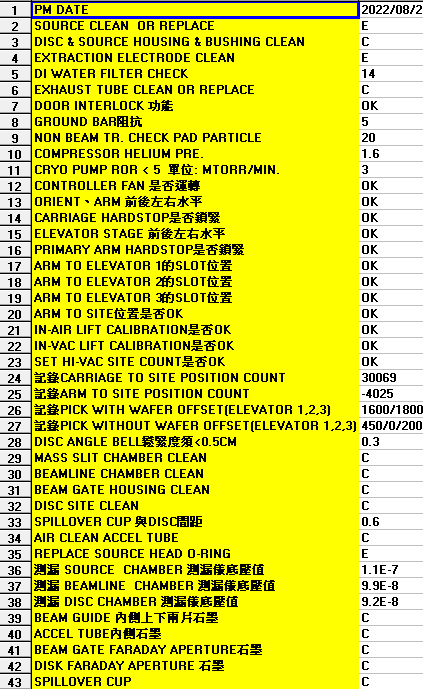 1 PM DATE 2022/08/2
2 SOURCE CLEAN OR REPLACE E
3 DISC & SOURCE HOUSING & BUSHING CLEAN C
4 EXTRACTION ELECTRODE CLEAN E
5 DI WATER FILTER CHECK 14
6 EXHAUST TUBE CLEAN OR REPLACE C
7 DOOR INTERLOCK 功能 OK
8 GROUND BAR阻抗 5
9 NON BEAM TR. CHECK PAD PARTICLE 20
10 COMPRESSOR HELIUM PRE. 1.6
11 CRYO PUMP ROR < 5 單位: MTORR/MIN. 3
12 CONTROLLER FAN 是否運轉 OK
13 ORIENT、ARM 前後左右水平 OK
14 CARRIAGE HARDSTOP是否鎖緊 OK
15 ELEVATOR STAGE 前後左右水平 OK
16 PRIMARY ARM HARDSTOP是否鎖緊 OK
17 ARM TO ELEVATOR 1的SLOT位置 OK
18 ARM TO ELEVATOR 2的SLOT位置 OK
19 ARM TO ELEVATOR 3的SLOT位置 OK
20 ARM TO SITE位置是否OK OK
21 IN-AIR LIFT CALIBRATION是否OK OK
22 IN-VAC LIFT CALIBRATION是否OK OK
23 SET HI-VAC SITE COUNT是否OK OK
24 記錄CARRIAGE TO SITE POSITION COUNT 30069
25 記錄ARM TO SITE POSITION COUNT -4025
26 記錄PICK WITH WAFER OFFSET(ELEVATOR 1,2,3) 1600/1800
27 記錄PICK WITHOUT WAFER OFFSET(ELEVATOR 1,2,3) 450/0/200
28 DISC ANGLE BELL鬆緊度須<0.5CM 0.3
29 MASS SLIT CHAMBER CLEAN C
30 BEAMLINE CHAMBER CLEAN C
31 BEAM GATE HOUSING CLEAN C
32 DISC SITE CLEAN C
33 SPILLOVER CUP 與DISC間距 0.6
34 AIR CLEAN ACCEL TUBE C
35 REPLACE SOURCE HEAD O-RING E
36 測漏 SOURCE CHAMBER 測漏儀底壓值 1.1E-7
37 測漏 BEAMLINE CHAMBER 測漏儀底壓值 9.9E-8
38 測漏 DISC CHAMBER 測漏儀底壓值 9.2E-8
39 BEAM GUIDE 內側上下兩片石墨 C
40 ACCEL TUBE內側石墨 C
41 BEAM GATE FARADAY APERTURE石墨 C
42 DISK FARADAY APERTURE 石墨 C
43 SPILLOVER CUP C